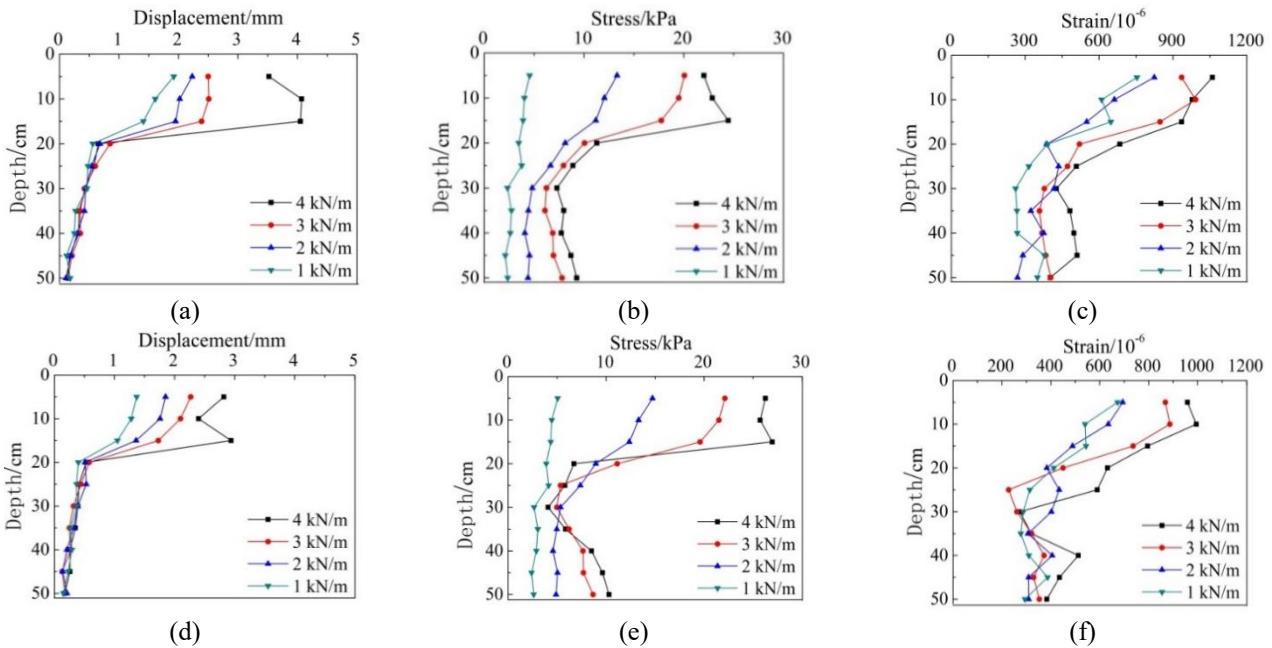 Displacement/mm
0 1 2 3 4 5
Depth/cm
0
10
20
30
40
50
4 kN/m
3 kN/m
2 kN/m
1 kN/m
(a)
Stress/kPa
0 10 20 30
Depth/cm
0
10
20
30
40
50
4 kN/m
3 kN/m
2 kN/m
1 kN/m
(b)
Strain/10⁻⁶
300 600 900 1200
Depth/cm
0
10
20
30
40
50
4 kN/m
3 kN/m
2 kN/m
1 kN/m
(c)
Displacement/mm
0 1 2 3 4 5
Depth/cm
0
10
20
30
40
50
4 kN/m
3 kN/m
2 kN/m
1 kN/m
(d)
Stress/kPa
0 10 20 30
Depth/cm
0
10
20
30
40
50
4 kN/m
3 kN/m
2 kN/m
1 kN/m
(e)
Strain/10⁻⁶
0 200 400 600 800 1000 1200
Depth/cm
0
10
20
30
40
50
4 kN/m
3 kN/m
2 kN/m
1 kN/m
(f)